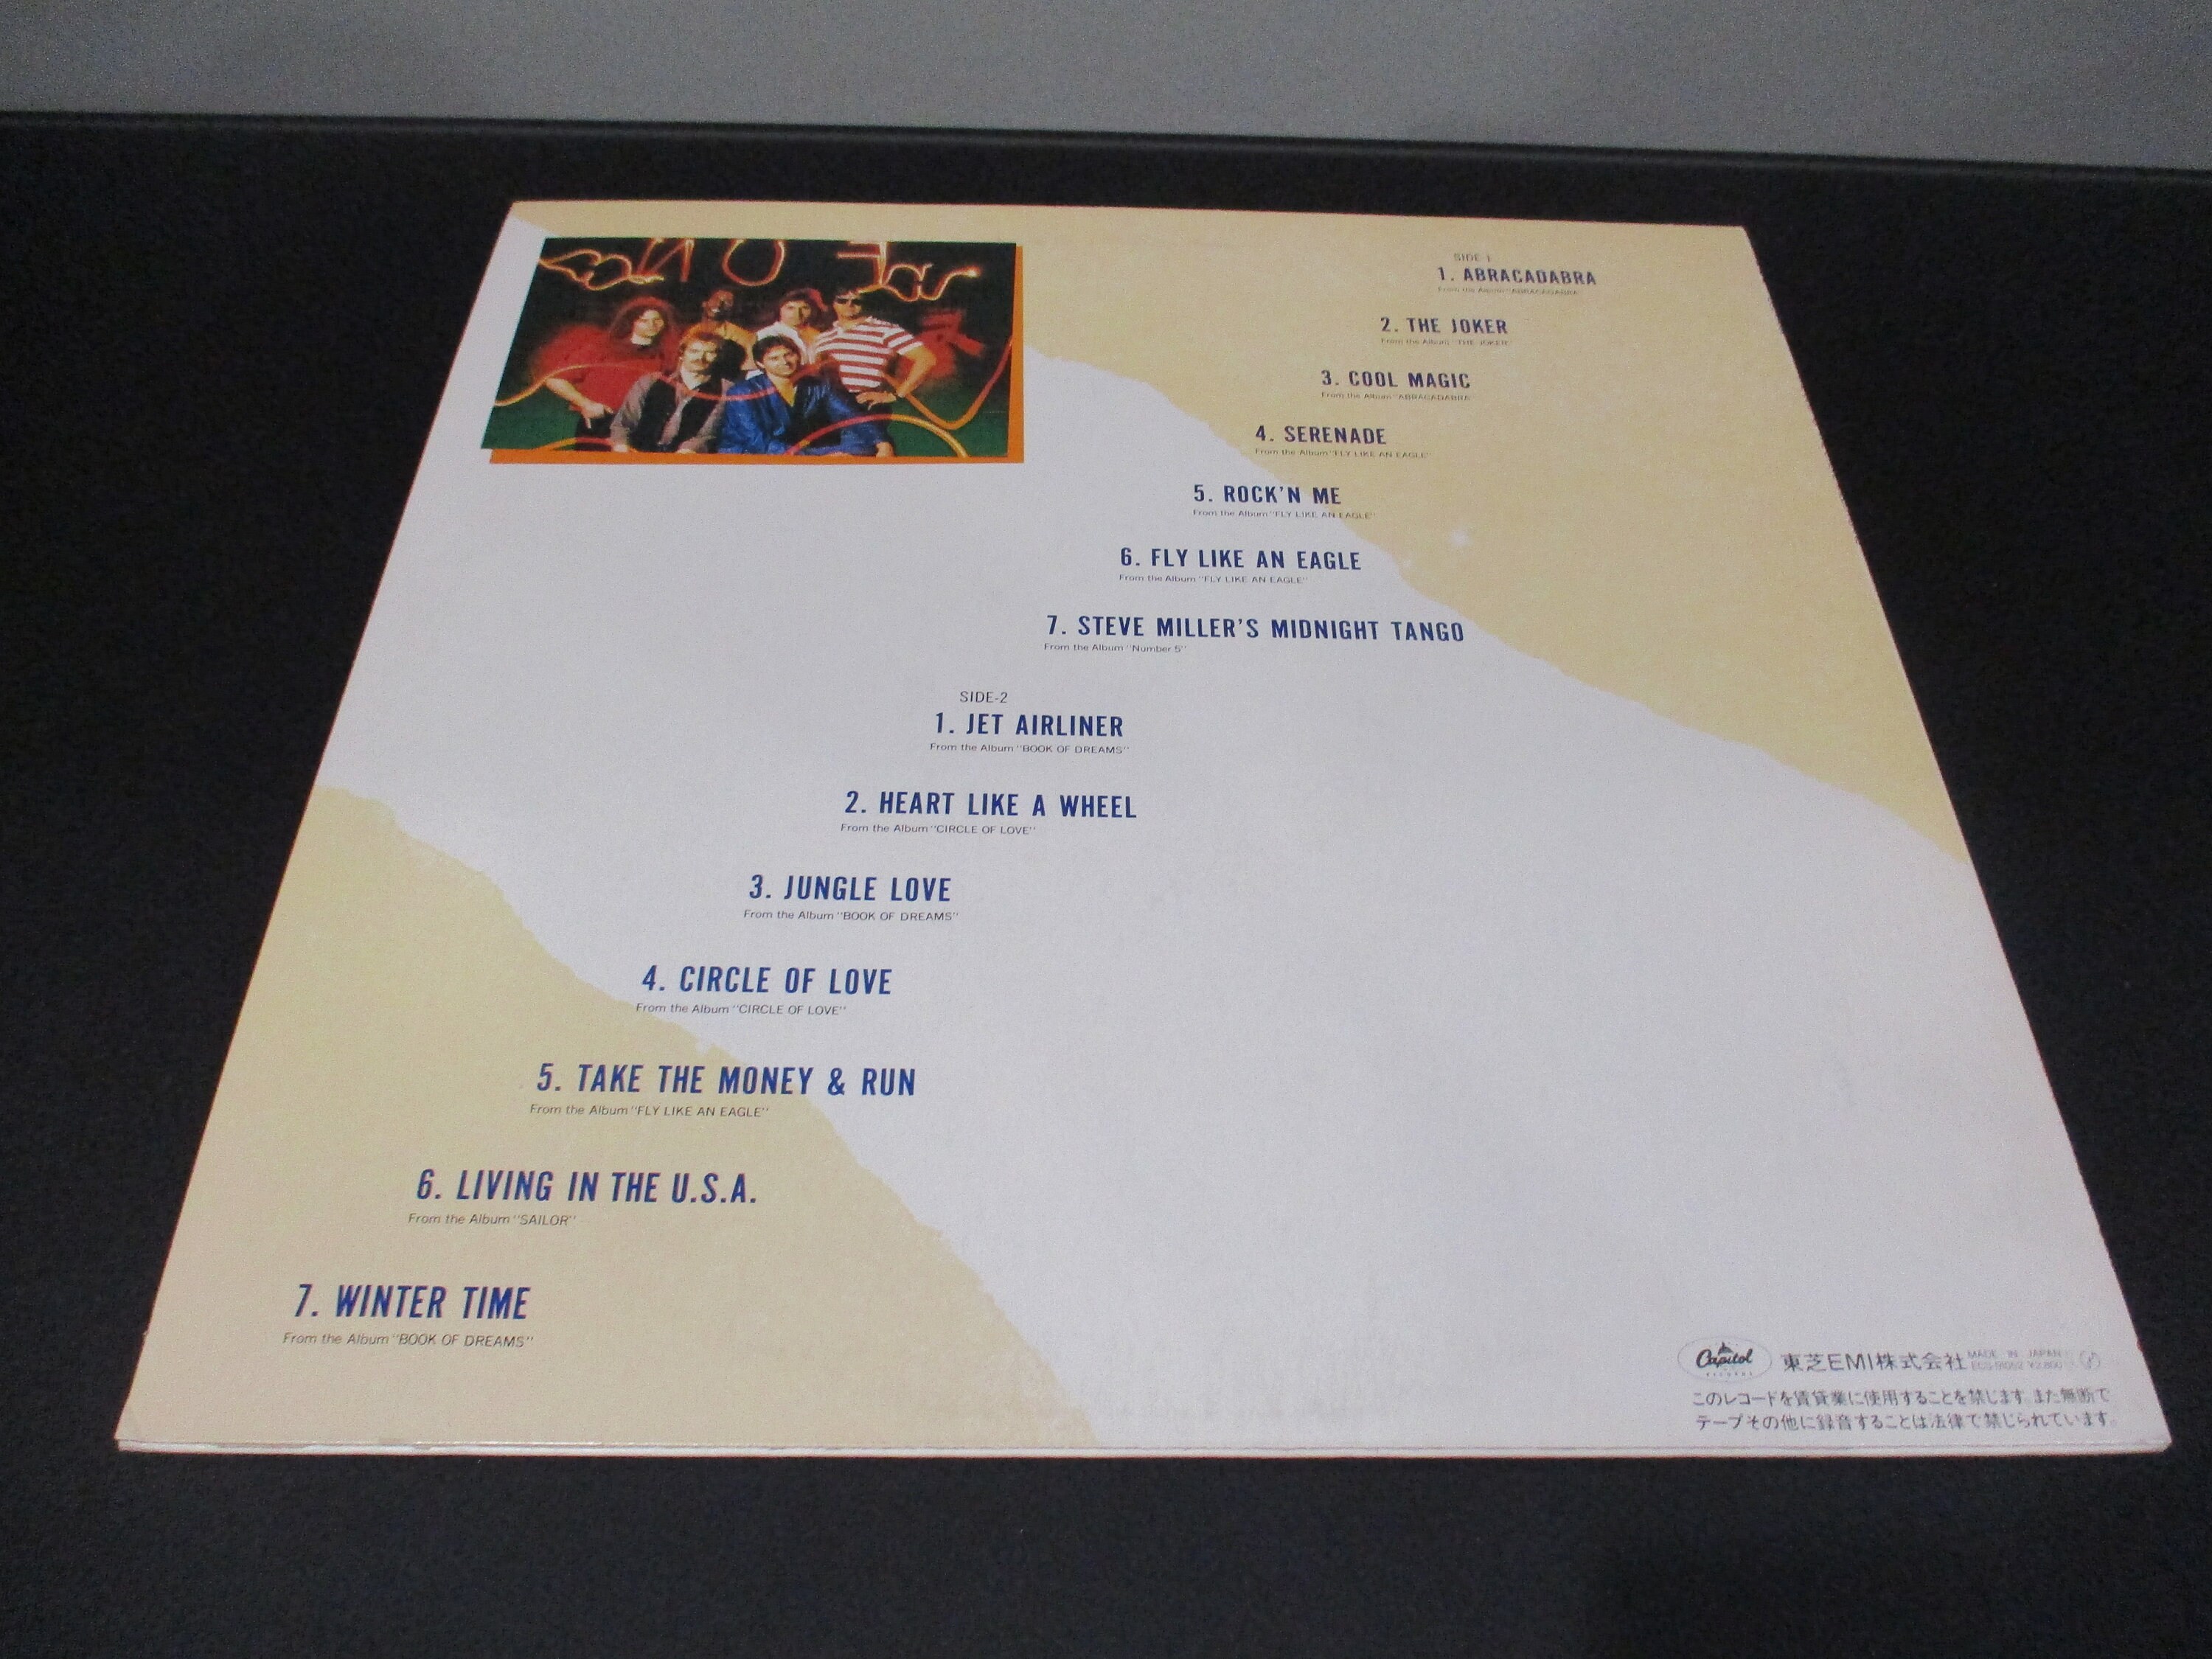 SIDE-1
1. ABRACADABRA
From the Album "ABRACADABRA"
2. THE JOKER
From the Album "THE JOKER"
3. COOL MAGIC
From the Album "ABRACADABRA"
4. SERENADE
From the Album "FLY LIKE AN EAGLE"
5. ROCK'N ME
From the Album "FLY LIKE AN EAGLE"
6. FLY LIKE AN EAGLE
From the Album "FLY LIKE AN EAGLE"
7. STEVE MILLER'S MIDNIGHT TANGO
From the Album "Number 5"
SIDE-2
1. JET AIRLINER
From the Album "BOOK OF DREAMS"
2. HEART LIKE A WHEEL
From the Album "CIRCLE OF LOVE"
3. JUNGLE LOVE
From the Album "BOOK OF DREAMS"
4. CIRCLE OF LOVE
From the Album "CIRCLE OF LOVE"
5. TAKE THE MONEY & RUN
From the Album "FLY LIKE AN EAGLE"
6. LIVING IN THE U.S.A.
From the Album "SAILOR"
7. WINTER TIME
From the Album "BOOK OF DREAMS"
Capitol
RECORDS
東芝EMI株式会社 MADE IN JAPAN
¥2,800
このレコードを賃貸業に使用することを禁じます。また無断で
テープその他に録音することは法律で禁じられています。